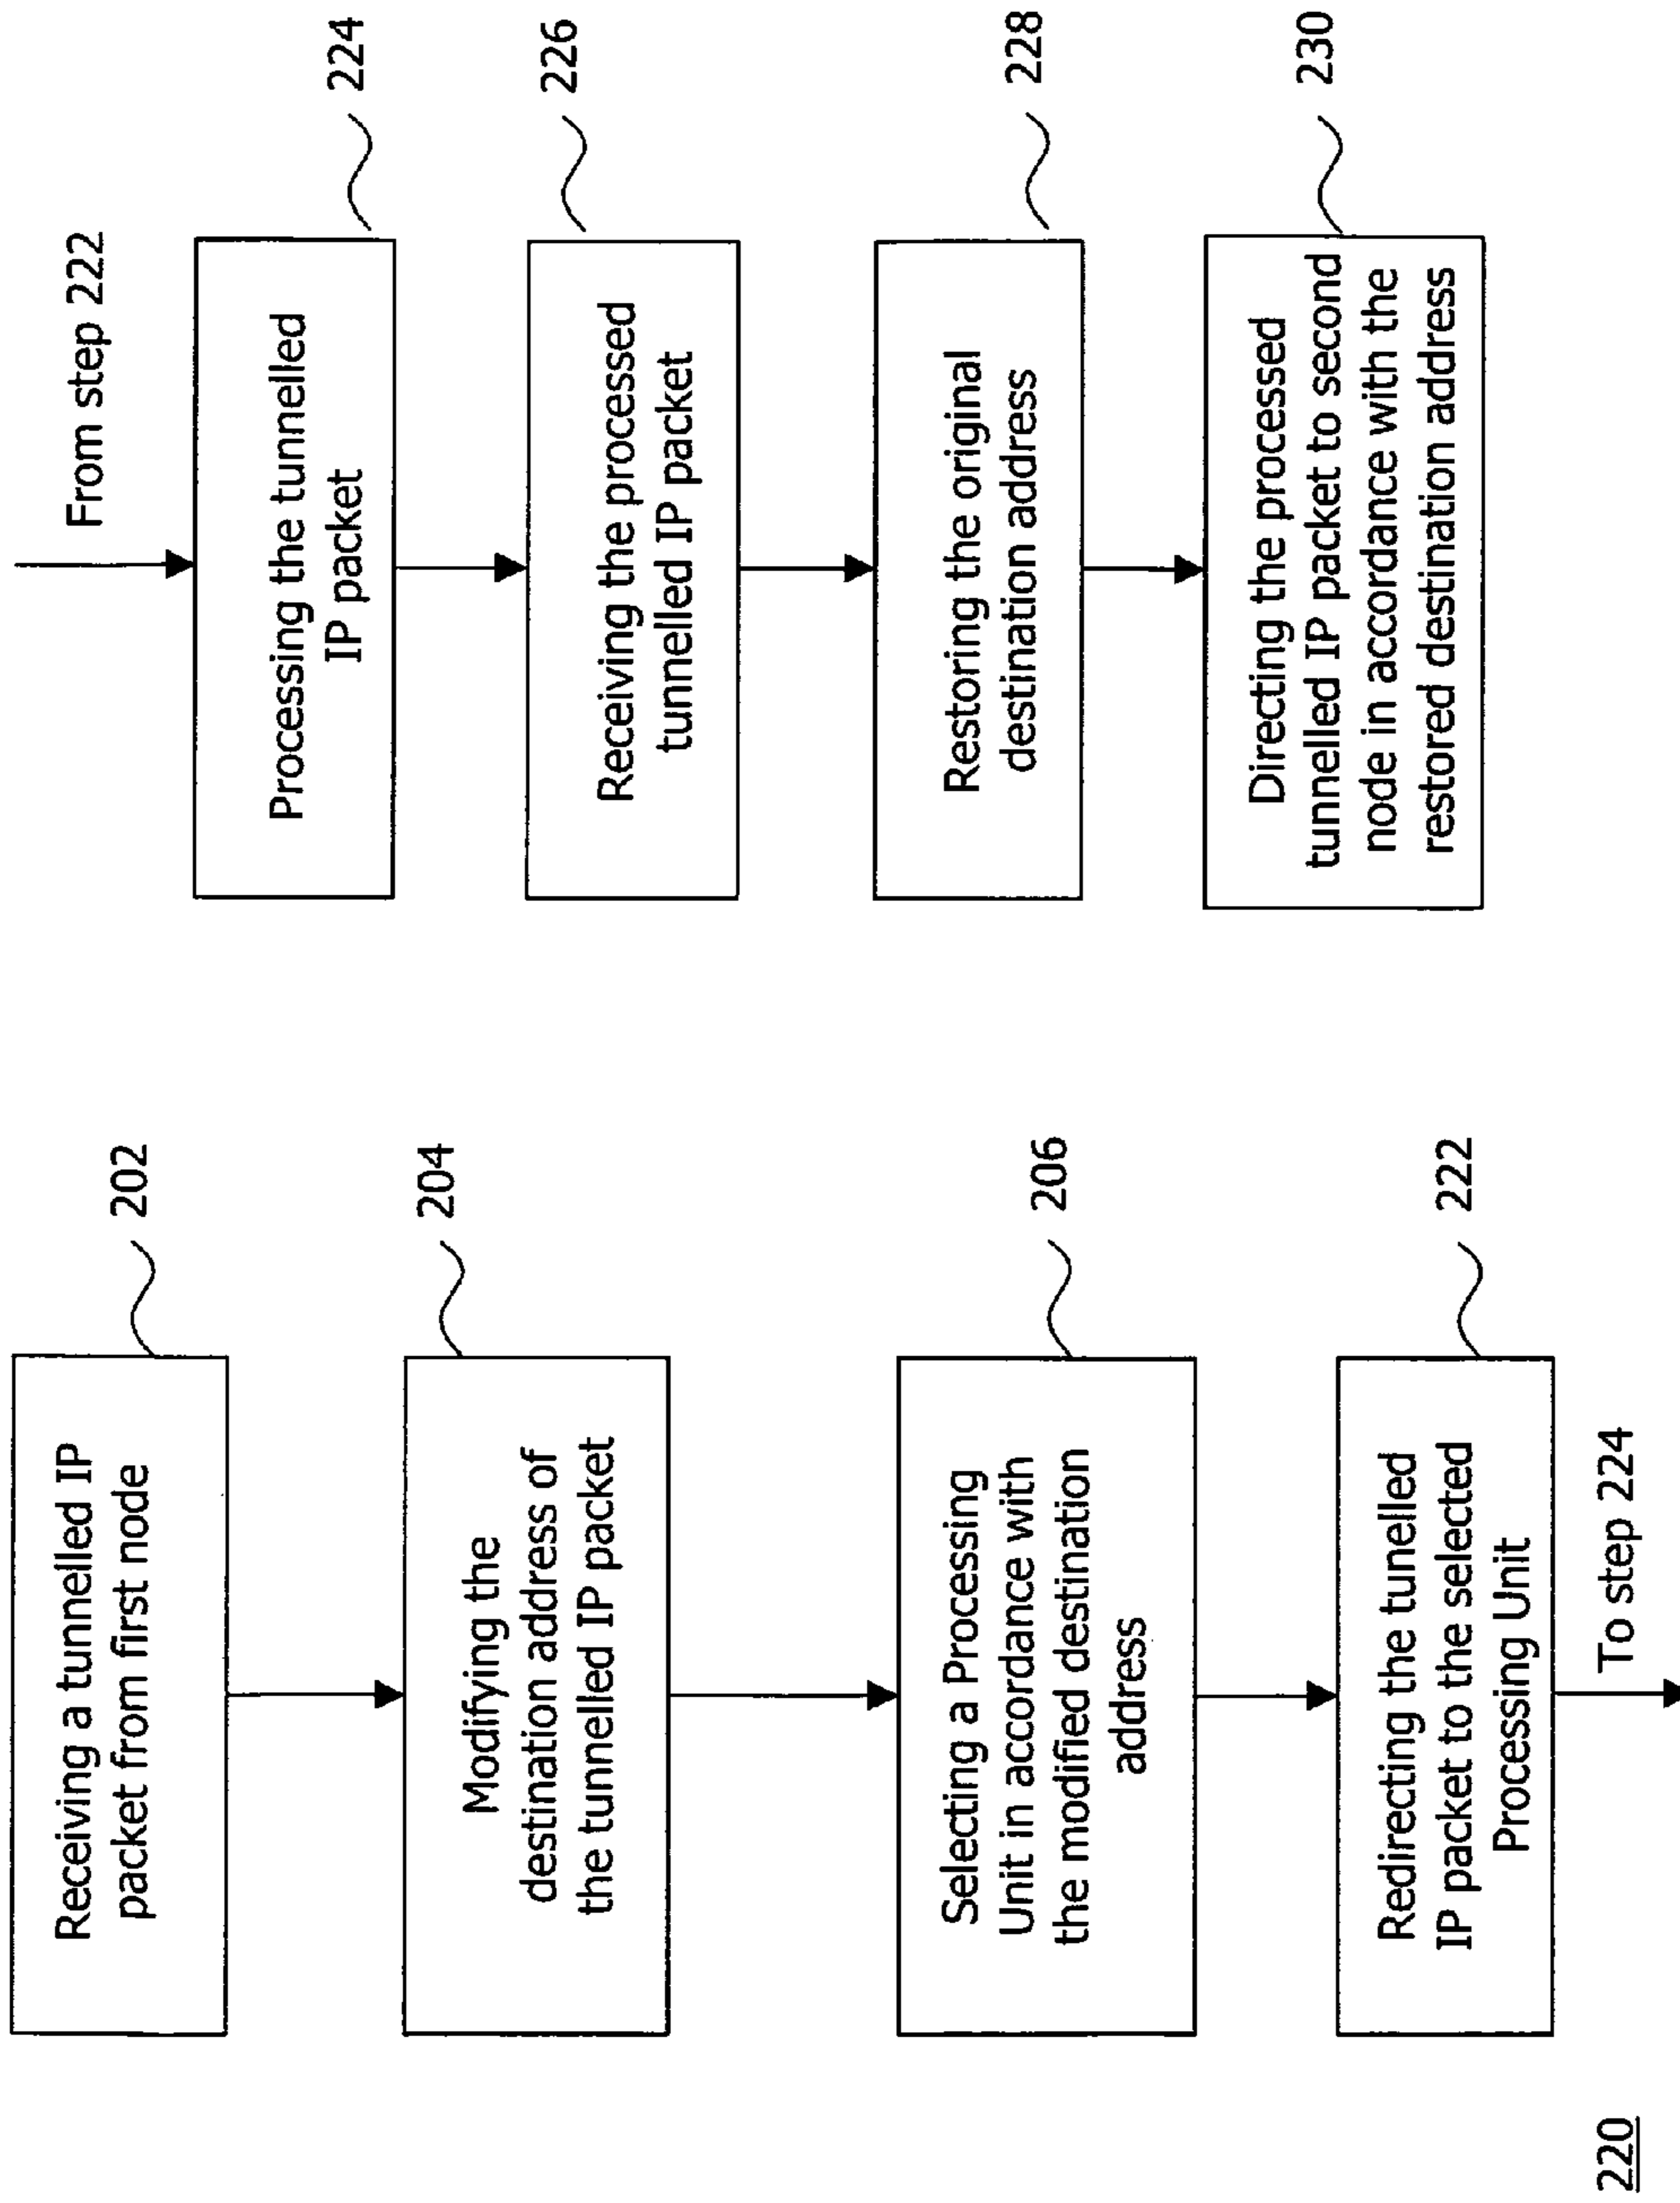 Receiving a tunnelled IP
packet from first node
202
Modifying the
destination address of
the tunnelled IP packet
204
Selecting a Processing
Unit in accordance with
the modified destination
address
206
Redirecting the tunelled
IP packet to the selected
Processing Unit
222
To step 224
220
From step 222
Processing the tunnelled
IP packet
224
Receiving the processed
tunnelled IP packet
226
Restoring the original
destination address
228
Directing the processed
tunnelled IP packet to second
node in accordance with the
restored destination address
230